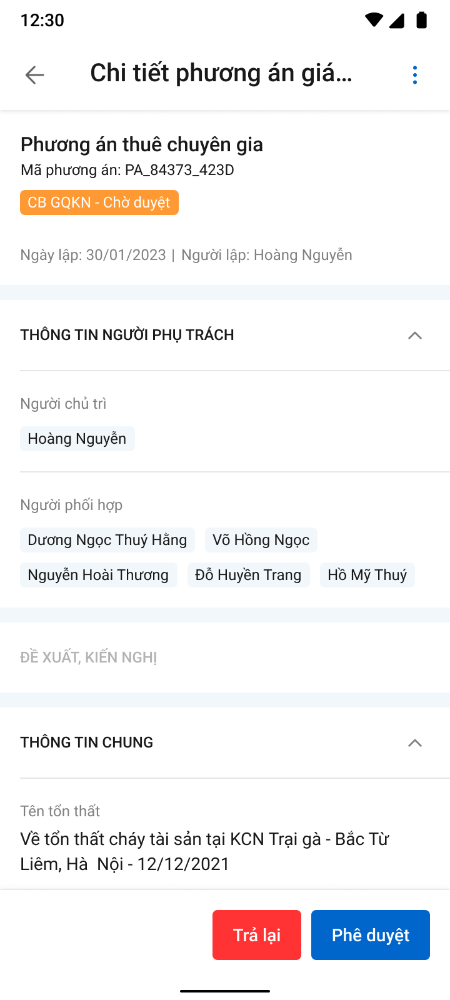 12:30
Chi tiết phương án giá...
Phương án thuê chuyên gia
Mã phương án: PA_84373_423D
CB GQKN - Chờ duyệt
Ngày lập: 30/01/2023 | Người lập: Hoàng Nguyễn
THÔNG TIN NGƯỜI PHỤ TRÁCH
Người chủ trì
Hoàng Nguyễn
Người phối hợp
Dương Ngọc Thuý Hằng Võ Hồng Ngọc
Nguyễn Hoài Thương Đỗ Huyền Trang Hồ Mỹ Thuý
ĐỀ XUẤT, KIẾN NGHỊ
THÔNG TIN CHUNG
Tên tổn thất
Về tổn thất cháy tài sản tại KCN Trại gà - Bắc Từ
Liêm, Hà  Nội - 12/12/2021
Trả lại Phê duyệt